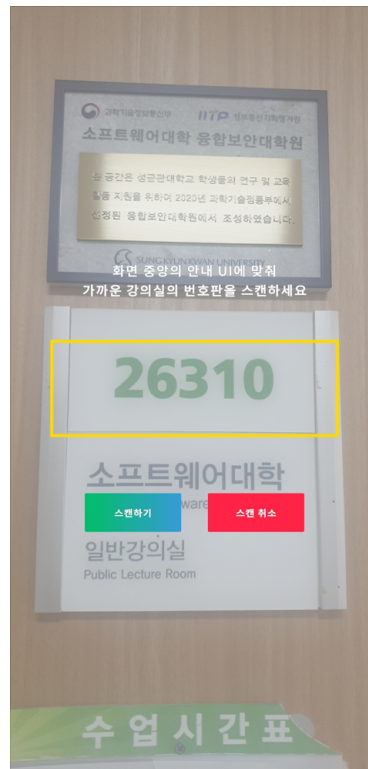 과학기술정보통신부 IITP 정보통신기획평가원
소프트웨어대학 융합보안대학원
본 공간은 성균관대학교 학생들의 연구 및 교육
활동 지원을 위하여 2020년 과학기술정통부에서
선정된 융합보안대학원에서 조성하였습니다.
SUNGKYUNKWAN UNIVERSITY
화면 중앙의 안내 UI에 맞춰
가까운 강의실의 번호판을 스캔하세요
26310
소프트웨어대학
스캔하기 스캔 취소
일반강의실
Public Lecture Room
수업시간표